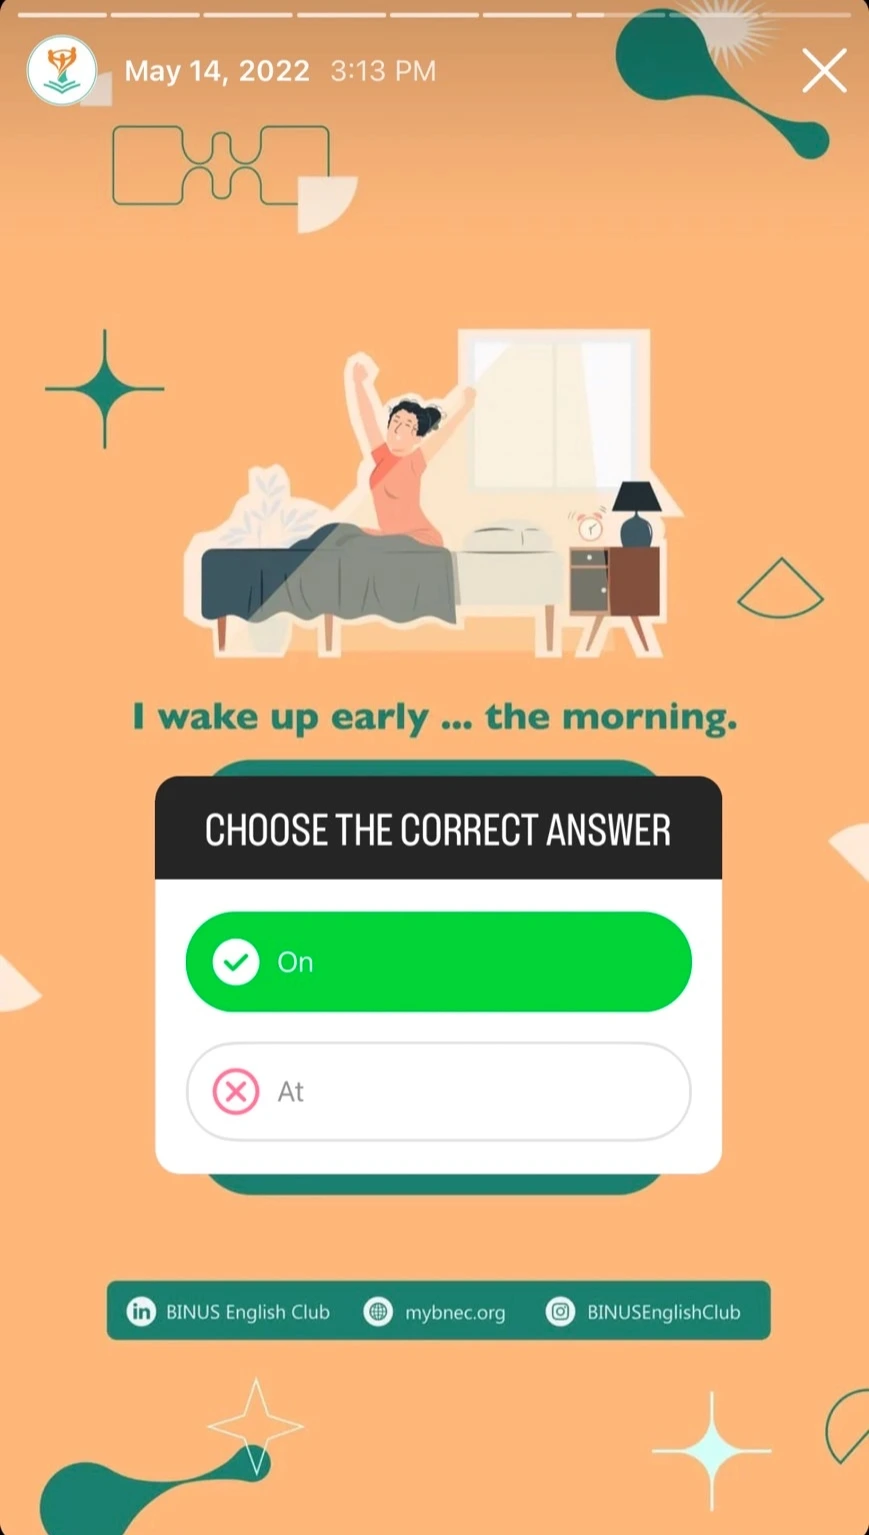 May 14, 2022 3:13 PM
I wake up early ... the morning.
CHOOSE THE CORRECT ANSWER
On
At
in BINUS English Club mybnec.org BINUSEnglishClub